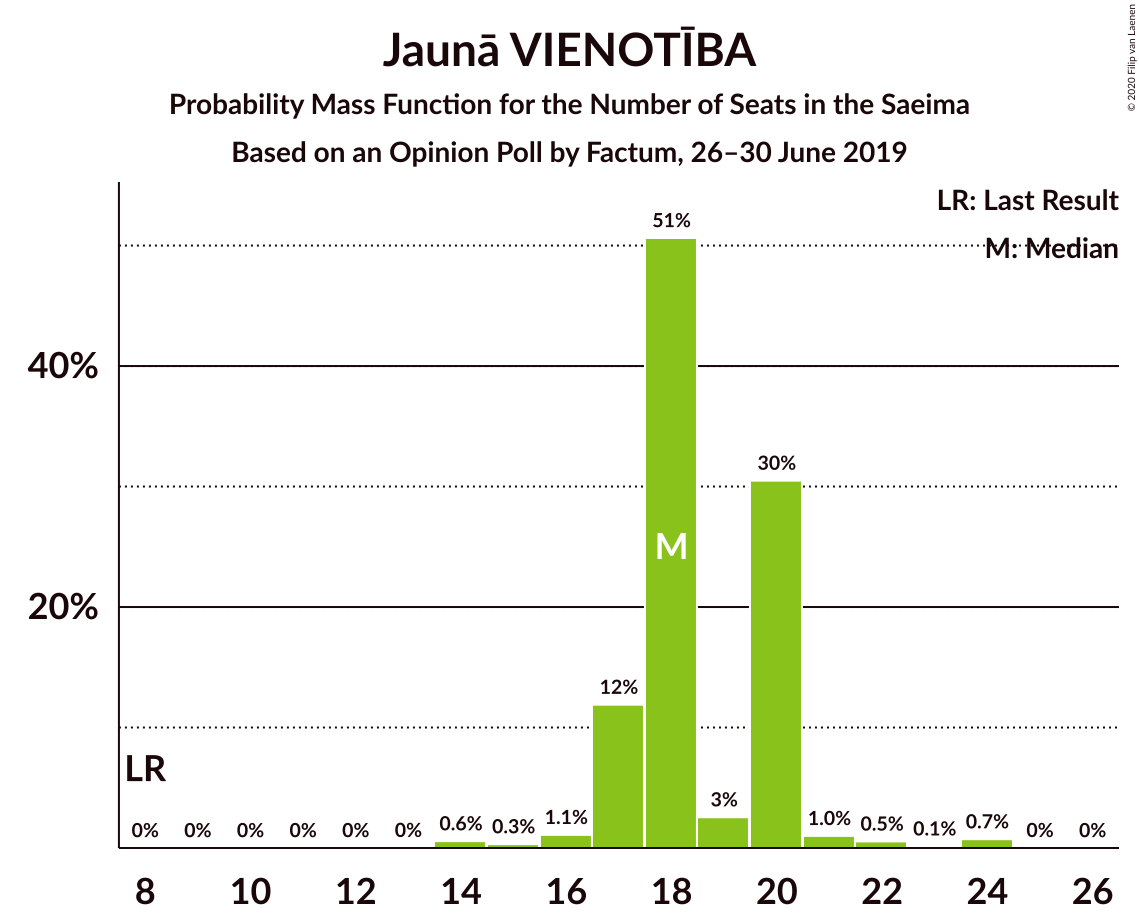 Jaunā VIENOTĪBA
Probability Mass Function for the Number of Seats in the Saeima
Based on an Opinion Poll by Factum, 26–30 June 2019
© 2020 Filip van Laenen
LR: Last Result
M: Median
40%
20%
LR
M
0%
0%
0%
0%
0%
0%
0.6%
0.3%
1.1%
12%
51%
3%
30%
1.0%
0.5%
0.1%
0.7%
0%
0%
8 10 12 14 16 18 20 22 24 26